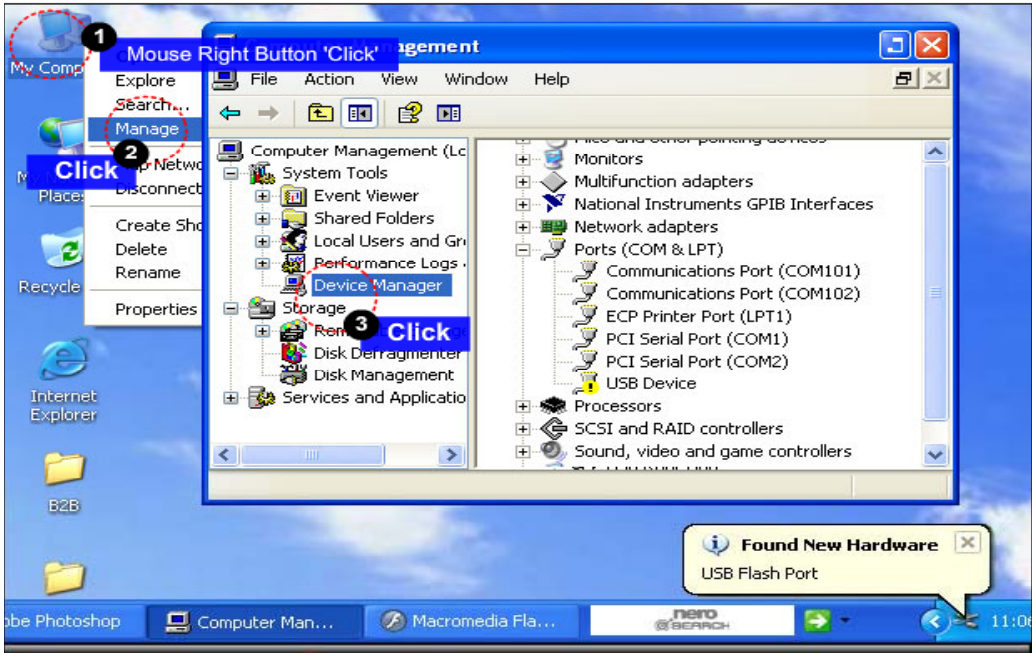 1
Mouse Right Button 'Click'
My Comp
Explore
Search...
Manage
2
Click
Places
Disconnect
Create Sho
Delete
Rename
Properties
Recycle
Internet
Explorer
B2B
File Action View Window Help
Computer Management (Lc
System Tools
Event Viewer
Shared Folders
Local Users and Gr
Performance Logs
Device Manager
3
Click
Storage
Disk Defragmenter
Disk Management
Services and Applicatio
Monitors
Multifunction adapters
National Instruments GPIB Interfaces
Network adapters
Ports (COM & LPT)
Communications Port (COM101)
Communications Port (COM102)
ECP Printer Port (LPT1)
PCI Serial Port (COM1)
PCI Serial Port (COM2)
USB Device
Processors
SCSI and RAID controllers
Sound, video and game controllers
Found New Hardware
USB Flash Port
obe Photoshop
Computer Man...
Macromedia Fla...
nero
SEARCH
11:06